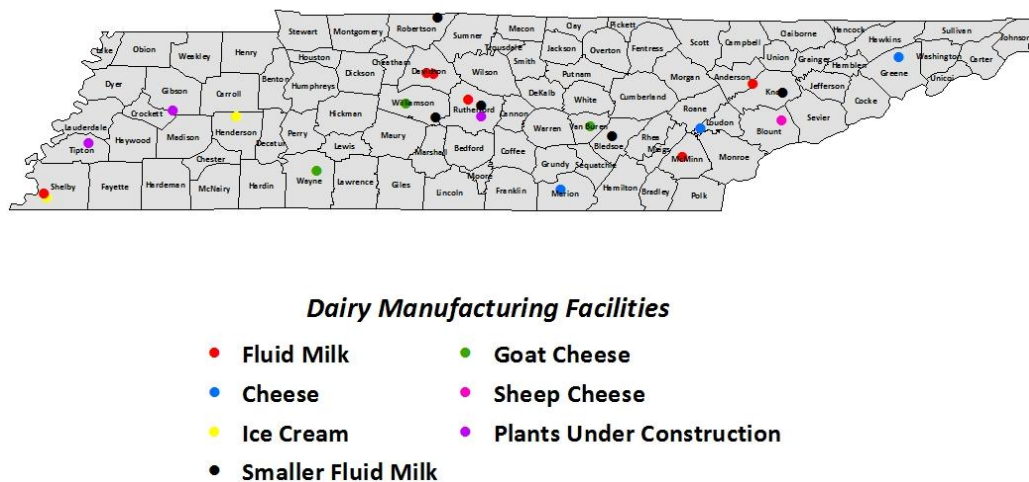 Stewart Montgomery Robertson Sumner Macon Clay Pickett
Lake Obion Weakley Henry Houston Cheatham Trousdale Jackson Overton Fentress Scott Campbell Claiborne Hancock Hawkins Sullivan Johnson
Dyer Gibson Carroll Benton Humphreys Dickson Davidson Wilson Smith Putnam Morgan Anderson Union Grainger Hamblen Greene Washington Carter
Unicoi
Lauderdale Crockett Williamson Rutherford DeKalb White Cumberland Roane Knox Jefferson Cocke
Tipton Haywood Madison Henderson Decatur Perry Hickman Maury Cannon Warren Van Buren Bledsoe Rhea Loudon Blount Sevier
Chester Lewis Marshall Bedford Coffee Grundy Sequatchie Meigs McMinn Monroe
Shelby Fayette Hardeman McNairy Hardin Wayne Lawrence Giles Lincoln Moore Franklin Marion Hamilton Bradley Polk
Dairy Manufacturing Facilities
Fluid Milk
Cheese
Ice Cream
Smaller Fluid Milk
Goat Cheese
Sheep Cheese
Plants Under Construction